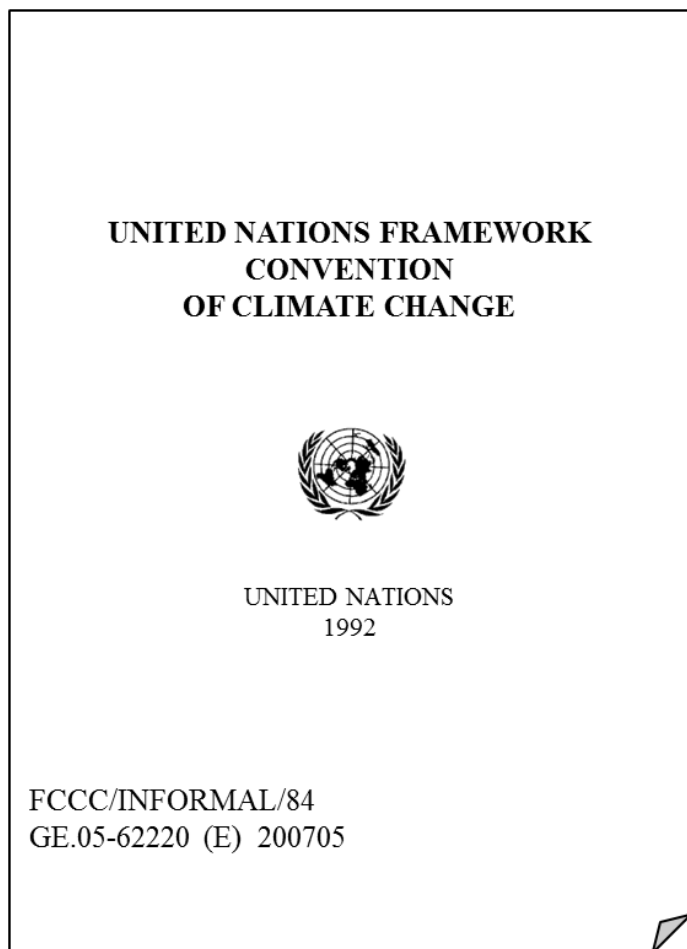 UNITED NATIONS FRAMEWORK
CONVENTION
OF CLIMATE CHANGE
UNITED NATIONS
1992
FCCC/INFORMAL/84
GE.05-62220 (E) 200705